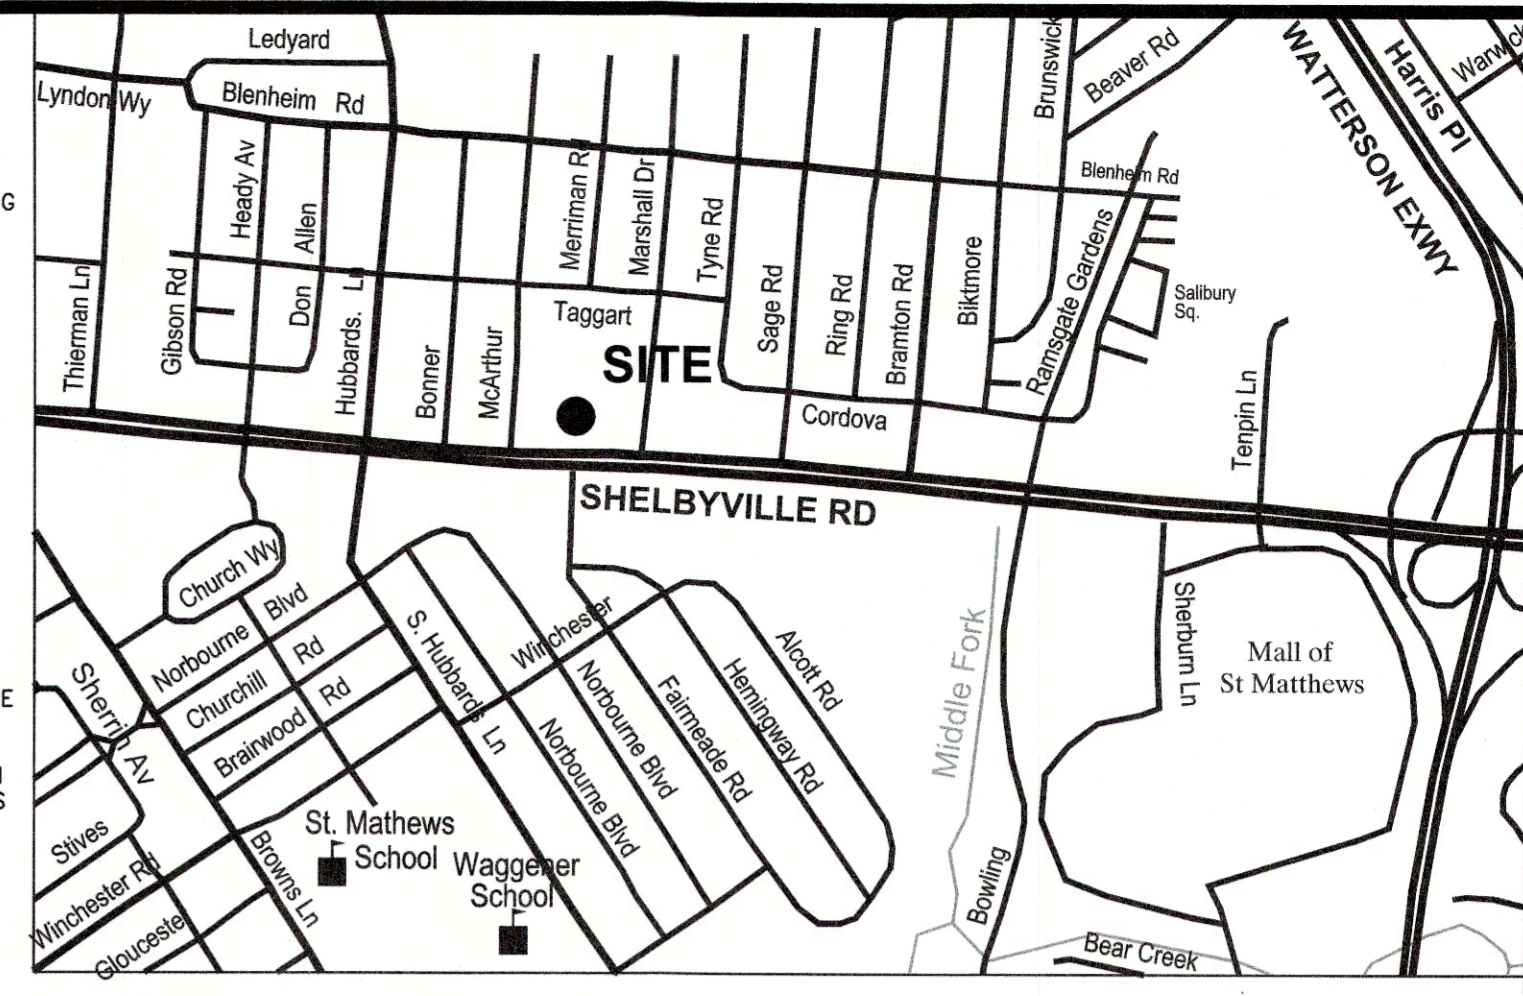 Ledyard
Blenheim Rd
Lyndon Wy
Brunswick
Beaver Rd
WATTERSON EXWY
Harris Pl
G
Heady Av
Don Allen
Merriman Rd
Marshall Dr
Tyne Rd
Blenheim Rd
Thierman Ln
Gibson Rd
Hubbards. Ln
Bonner
McArthur
Taggart
SITE
Sage Rd
Ring Rd
Bramton Rd
Biktmore
Ramsgate Gardens
Salibury
Sq.
Cordova
Tenpin Ln
SHELBYVILLE RD
Church Wy
Norbourne Blvd
Churchill Rd
Brairwood Rd
S. Hubbards Ln
Winchester
Alcott Rd
Hemingway Rd
Fairmeade Rd
Norbourne Blvd
Norbourne Blvd
Middle Fork
Sherburn Ln
Mall of
St Matthews
E
Sherrin Av
S
Stives
Winchester Rd
Gloucester
Browns Ln
St. Mathews
School
Waggener
School
Bowling
Bear Creek